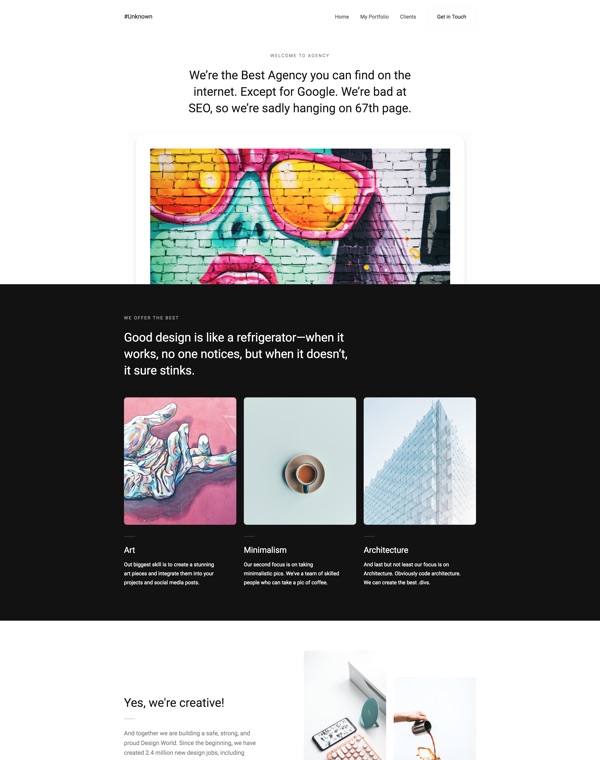 #Unknown
Home My Portfolio Clients Get in Touch
WELCOME TO AGENCY
We're the Best Agency you can find on the
internet. Except for Google. We're bad at
SEO, so we're sadly hanging on 67th page.
WE OFFER THE BEST
Good design is like a refrigerator—when it
works, no one notices, but when it doesn't,
it sure stinks.
Art
Out biggest skill is to create a stunning
art pieces and integrate them into your
projects and social media posts.
Minimalism
Our second focus is on taking
minimalistic pics. We've a team of skilled
people who can take a pic of coffee.
Architecture
And last but not least our focus is on
Architecture. Obviously code architecture.
We can create the best .divs.
Yes, we're creative!
And together we are building a safe, strong, and
proud Design World. Since the beginning, we have
created 2.4 million new design jobs, including